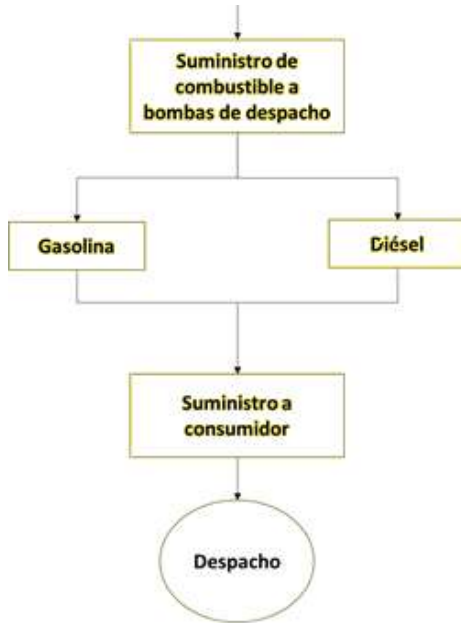 Suministro de
combustible a
bombas de despacho
Gasolina
Diésel
Suministro a
consumidor
Despacho